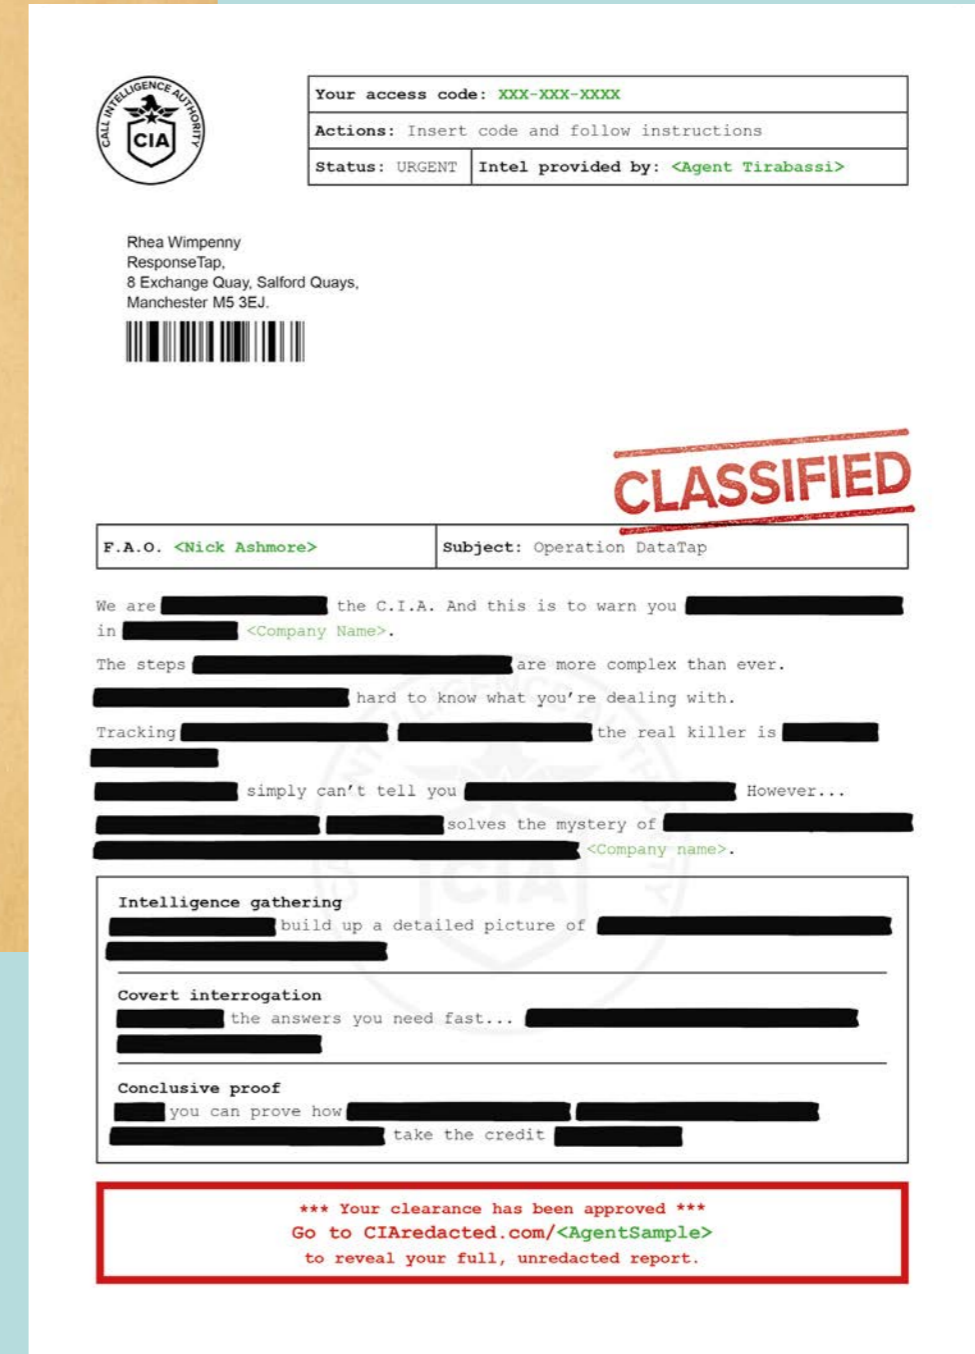 CALL INTELLIGENCE AUTHORITY
CIA
Your access code: XXX-XXX-XXXX
Actions: Insert code and follow instructions
Status: URGENT Intel provided by: <Agent Tirabassi>
Rhea Wimpenny
ResponseTap,
8 Exchange Quay, Salford Quays,
Manchester M5 3EJ.
CLASSIFIED
F.A.O. <Nick Ashmore> Subject: Operation DataTap
We are the C.I.A. And this is to warn you
in <Company Name>.
The steps are more complex than ever.
hard to know what you're dealing with.
Tracking the real killer is
simply can't tell you However...
solves the mystery of
<Company name>.
Intelligence gathering
build up a detailed picture of
Covert interrogation
the answers you need fast...
Conclusive proof
you can prove how
take the credit
*** Your clearance has been approved ***
Go to CIAredacted.com/<AgentSample>
to reveal your full, unredacted report.